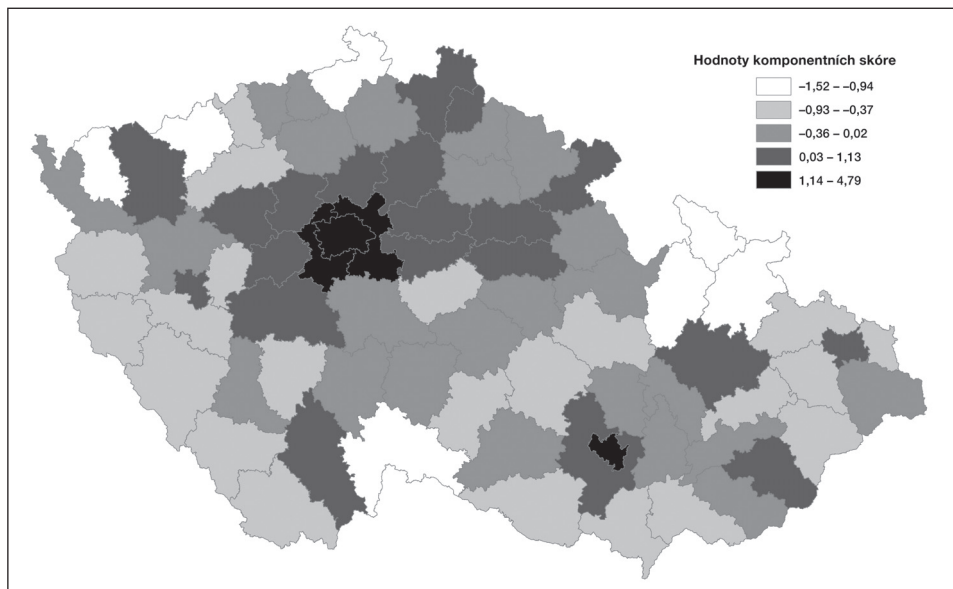 Hodnoty komponentních skóre
–1,52 – –0,94
–0,93 – –0,37
–0,36 – 0,02
0,03 – 1,13
1,14 – 4,79